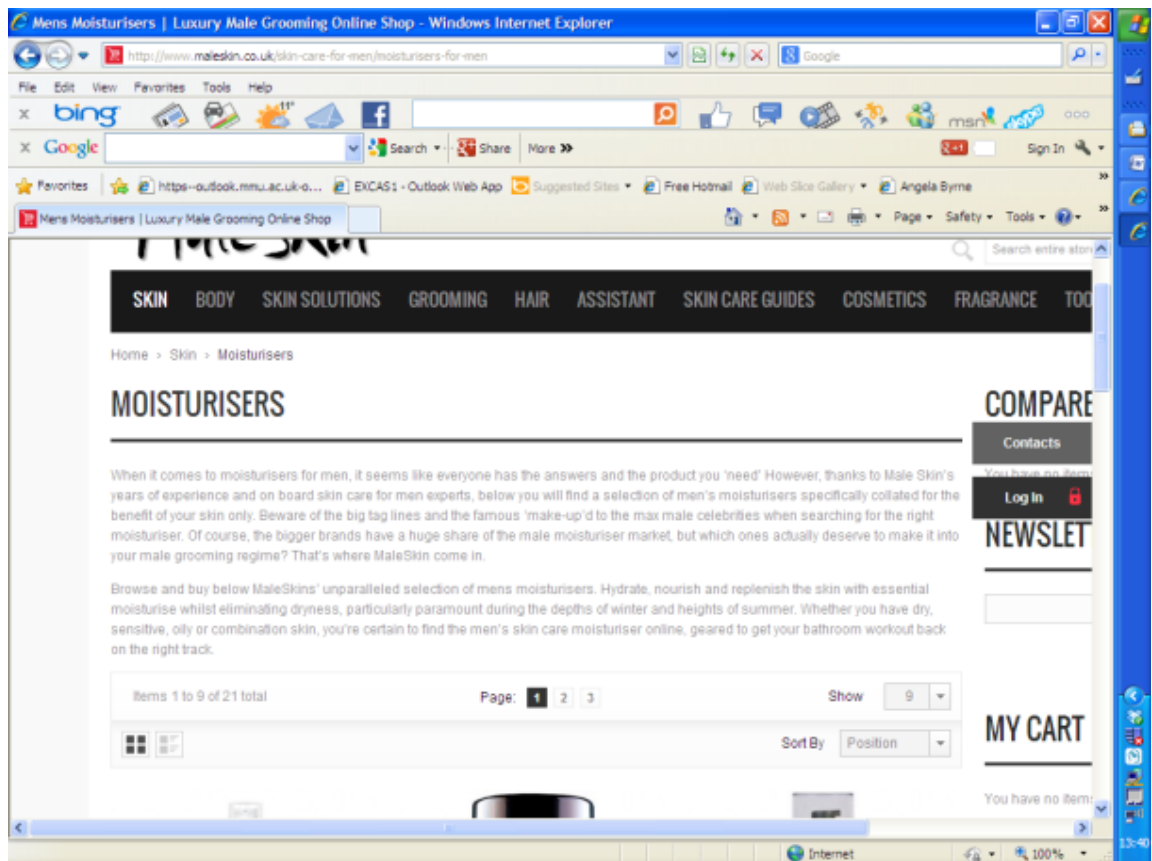 Mens Moisturisers | Luxury Male Grooming Online Shop - Windows Internet Explorer
http://www.maleskin.co.uk/skin-care-for-men/moisturisers-for-men
Google
File Edit View Favorites Tools Help
x bing 11° msn
x Google Search Share More » +1 Sign In
Favorites https--outlook.mmu.ac.uk-o... EXCAS1 - Outlook Web App Suggested Sites Free Hotmail Web Slice Gallery Angela Byrne »
Mens Moisturisers | Luxury Male Grooming Online Shop Page Safety Tools »
Male Skin
Search entire store
SKIN BODY SKIN SOLUTIONS GROOMING HAIR ASSISTANT SKIN CARE GUIDES COSMETICS FRAGRANCE TOO
Home > Skin > Moisturisers
MOISTURISERS
COMPARE
Contacts
You have no items
Log In
NEWSLET
When it comes to moisturisers for men, it seems like everyone has the answers and the product you 'need' However, thanks to Male Skin's
years of experience and on board skin care for men experts, below you will find a selection of men's moisturisers specifically collated for the
benefit of your skin only. Beware of the big tag lines and the famous 'make-up'd to the max male celebrities when searching for the right
moisturiser. Of course, the bigger brands have a huge share of the male moisturiser market, but which ones actually deserve to make it into
your male grooming regime? That's where MaleSkin come in.
Browse and buy below MaleSkins' unparalleled selection of mens moisturisers. Hydrate, nourish and replenish the skin with essential
moisturise whilst eliminating dryness, particularly paramount during the depths of winter and heights of summer. Whether you have dry,
sensitive, oily or combination skin, you're certain to find the men's skin care moisturiser online, geared to get your bathroom workout back
on the right track.
Items 1 to 9 of 21 total Page: 1 2 3 Show 9
Sort By Position
MY CART
You have no items
Internet 100%
13:40